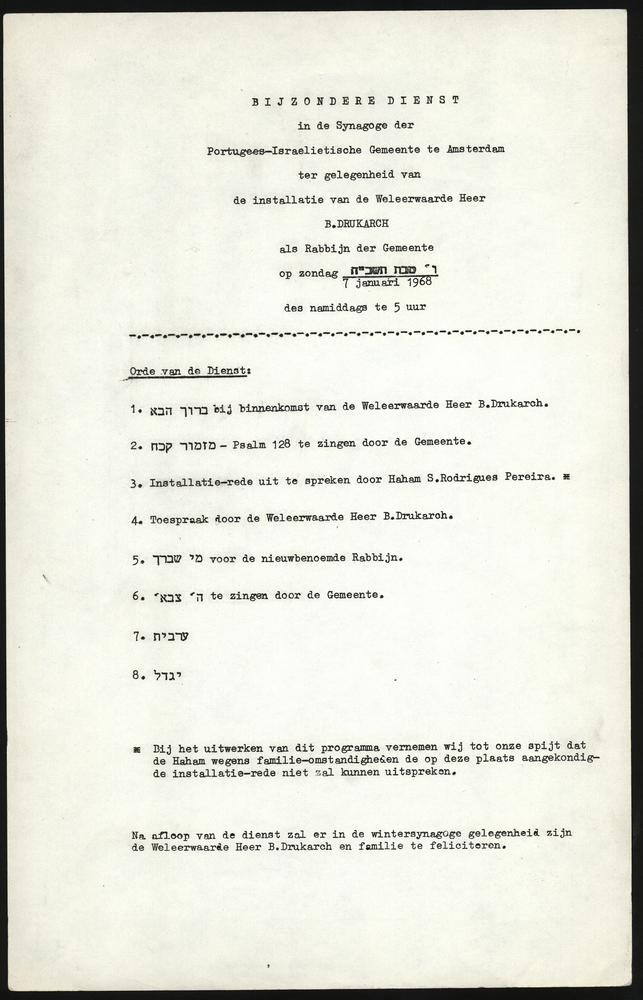 BIJZONDERE DIENST
in de Synagoge der
Portugees-Israelietische Gemeente te Amsterdam
ter gelegenheid van
de installatie van de Weleerwaarde Heer
B.DRUKARCH
als Rabbijn der Gemeente
op zondag ו״ טבת תשכ״ח
7 januari 1968
des namiddags te 5 uur
Orde van de Dienst:
1. ברוך הבא bij binnenkomst van de Weleerwaarde Heer B.Drukarch.
2. מזמור קכח - Psalm 128 te zingen door de Gemeente.
3. Installatie-rede uit te spreken door Haham S.Rodrigues Pereira. *
4. Toespraak door de Weleerwaarde Heer B.Drukarch.
5. מי שברך voor de nieuwbenoemde Rabbijn.
6. ה״ צבא״ te zingen door de Gemeente.
7. ערבית
8. יגדל
* Bij het uitwerken van dit programma vernemen wij tot onze spijt dat
de Haham wegens familie-omstandigheden de op deze plaats aangekondig-
de installatie-rede niet zal kunnen uitspreken.
Na afloop van de dienst zal er in de wintersynagoge gelegenheid zijn
de Weleerwaarde Heer B.Drukarch en familie te feliciteren.